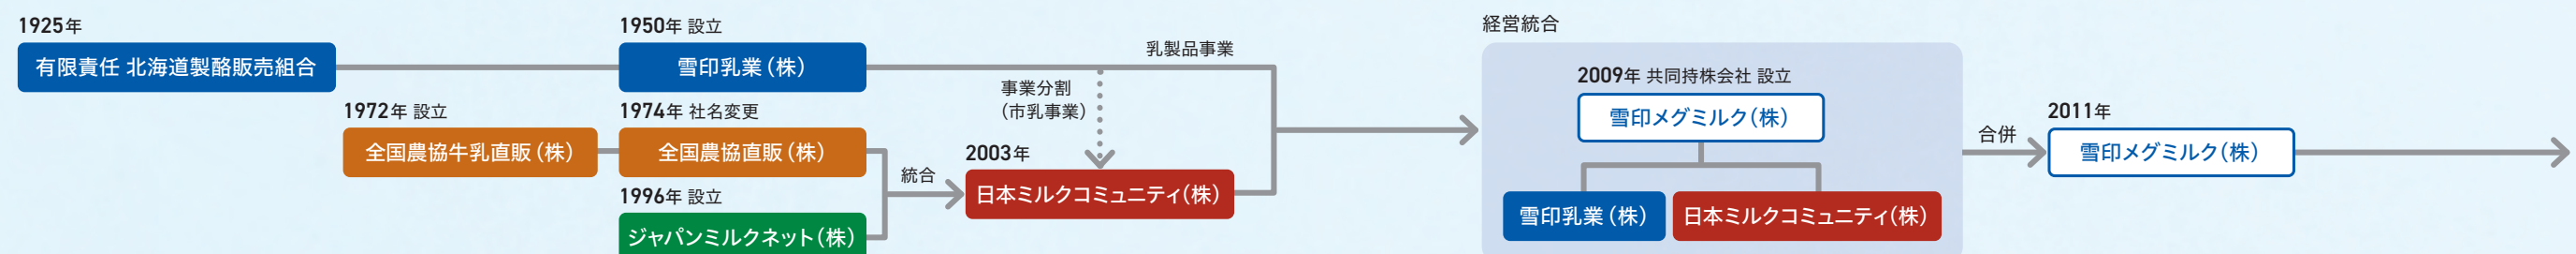 1925年
有限責任 北海道製酪販売組合
1950年 設立
雪印乳業(株)
乳製品事業
事業分割
(市乳事業)
1972年 設立
全国農協牛乳直販(株)
1974年 社名変更
全国農協直販(株)
1996年 設立
ジャパンミルクネット(株)
統合
2003年
日本ミルクコミュニティ(株)
経営統合
2009年 共同持株会社 設立
雪印メグミルク(株)
雪印乳業(株)
日本ミルクコミュニティ(株)
合併
2011年
雪印メグミルク(株)